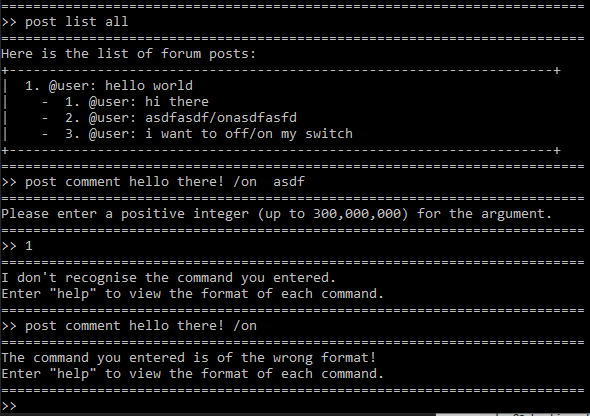 =========================================================================
>> post list all
=========================================================================
Here is the list of forum posts:
+--------------------------------------------------------------------+
|  1. @user: hello world
|    -  1. @user: hi there
|    -  2. @user: asdfasdf/onasdfasfd
|    -  3. @user: i want to off/on my switch
+--------------------------------------------------------------------+
=========================================================================
>> post comment hello there! /on  asdf
=========================================================================
Please enter a positive integer (up to 300,000,000) for the argument.
=========================================================================
>> 1
=========================================================================
I don't recognise the command you entered.
Enter "help" to view the format of each command.
=========================================================================
>> post comment hello there! /on
=========================================================================
The command you entered is of the wrong format!
Enter "help" to view the format of each command.
=========================================================================
>>